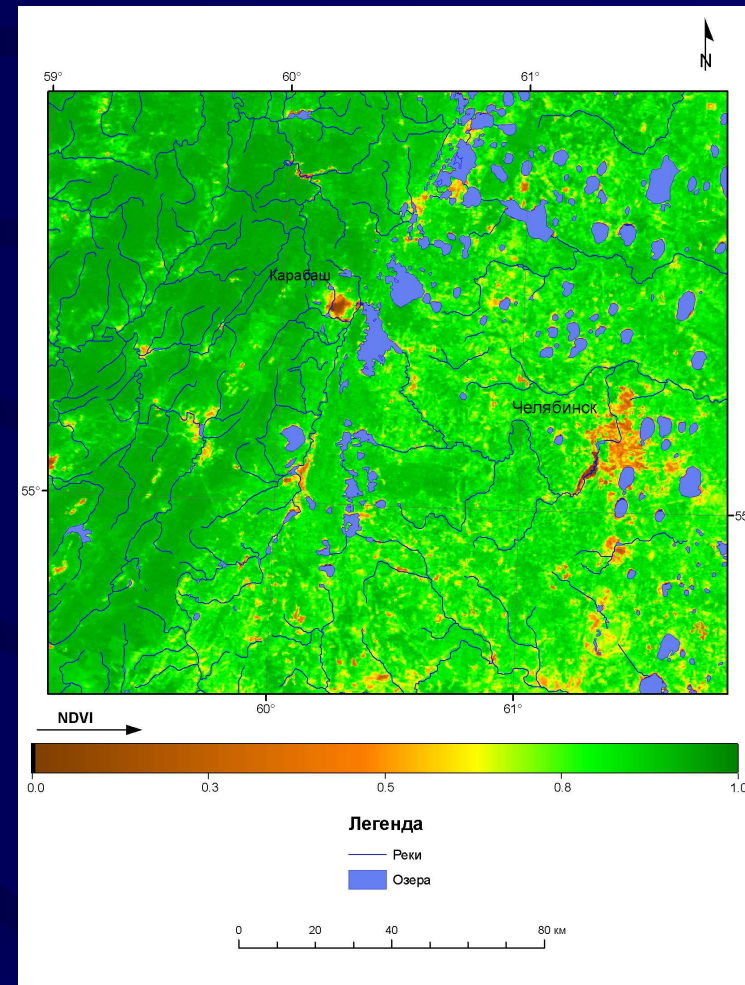 N
59° 60° 61°
Карабаш
Челябинск
55°
55
60° 61°
NDVI
0.0 0.3 0.5 0.8 1.0
Легенда
Реки
Озера
0 20 40 80 км